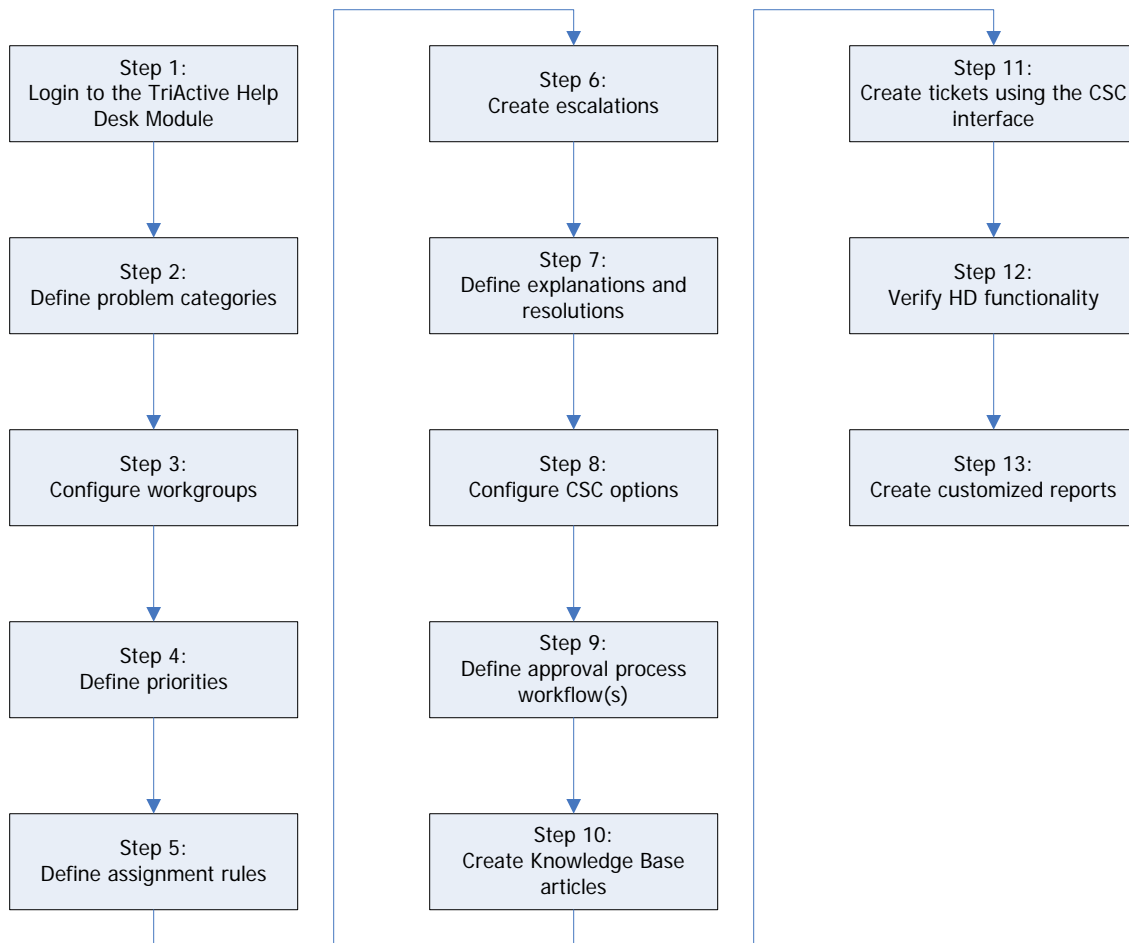 Step 1:
Login to the TriActive Help
Desk Module
Step 2:
Define problem categories
Step 3:
Configure workgroups
Step 4:
Define priorities
Step 5:
Define assignment rules
Step 6:
Create escalations
Step 7:
Define explanations and
resolutions
Step 8:
Configure CSC options
Step 9:
Define approval process
workflow(s)
Step 10:
Create Knowledge Base
articles
Step 11:
Create tickets using the CSC
interface
Step 12:
Verify HD functionality
Step 13:
Create customized reports